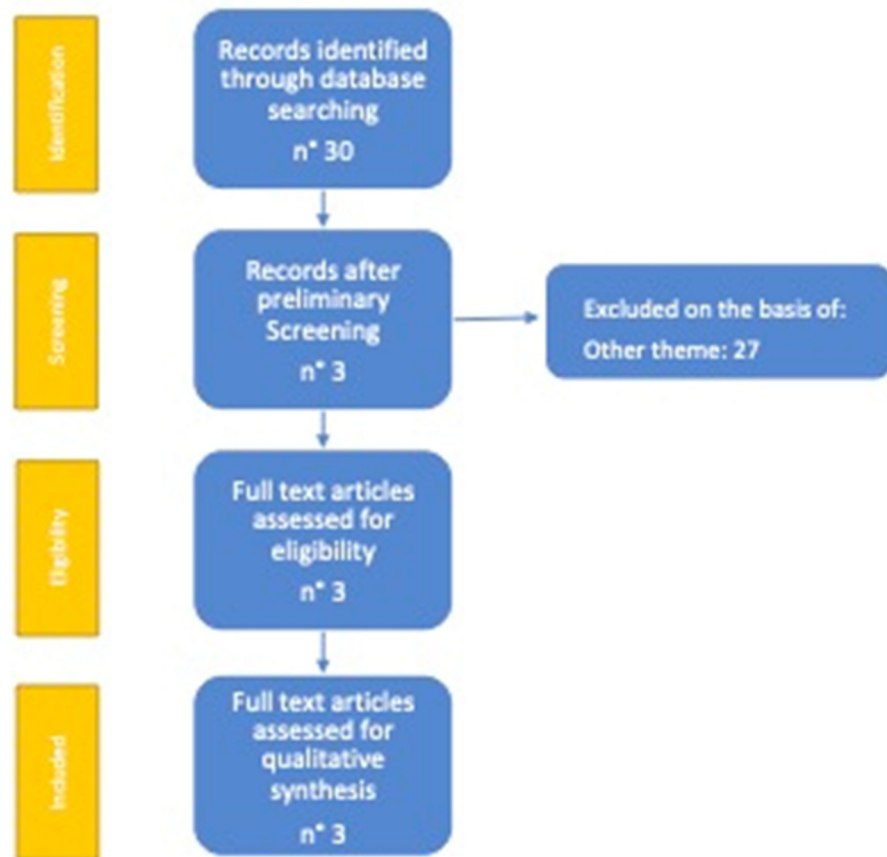 Identification
Records identified
through database
searching
n° 30
Screening
Records after
preliminary
Screening
n° 3
Excluded on the basis of:
Other theme: 27
Eligibility
Full text articles
assessed for
eligibility
n° 3
Included
Full text articles
assessed for
qualitative
synthesis
n° 3